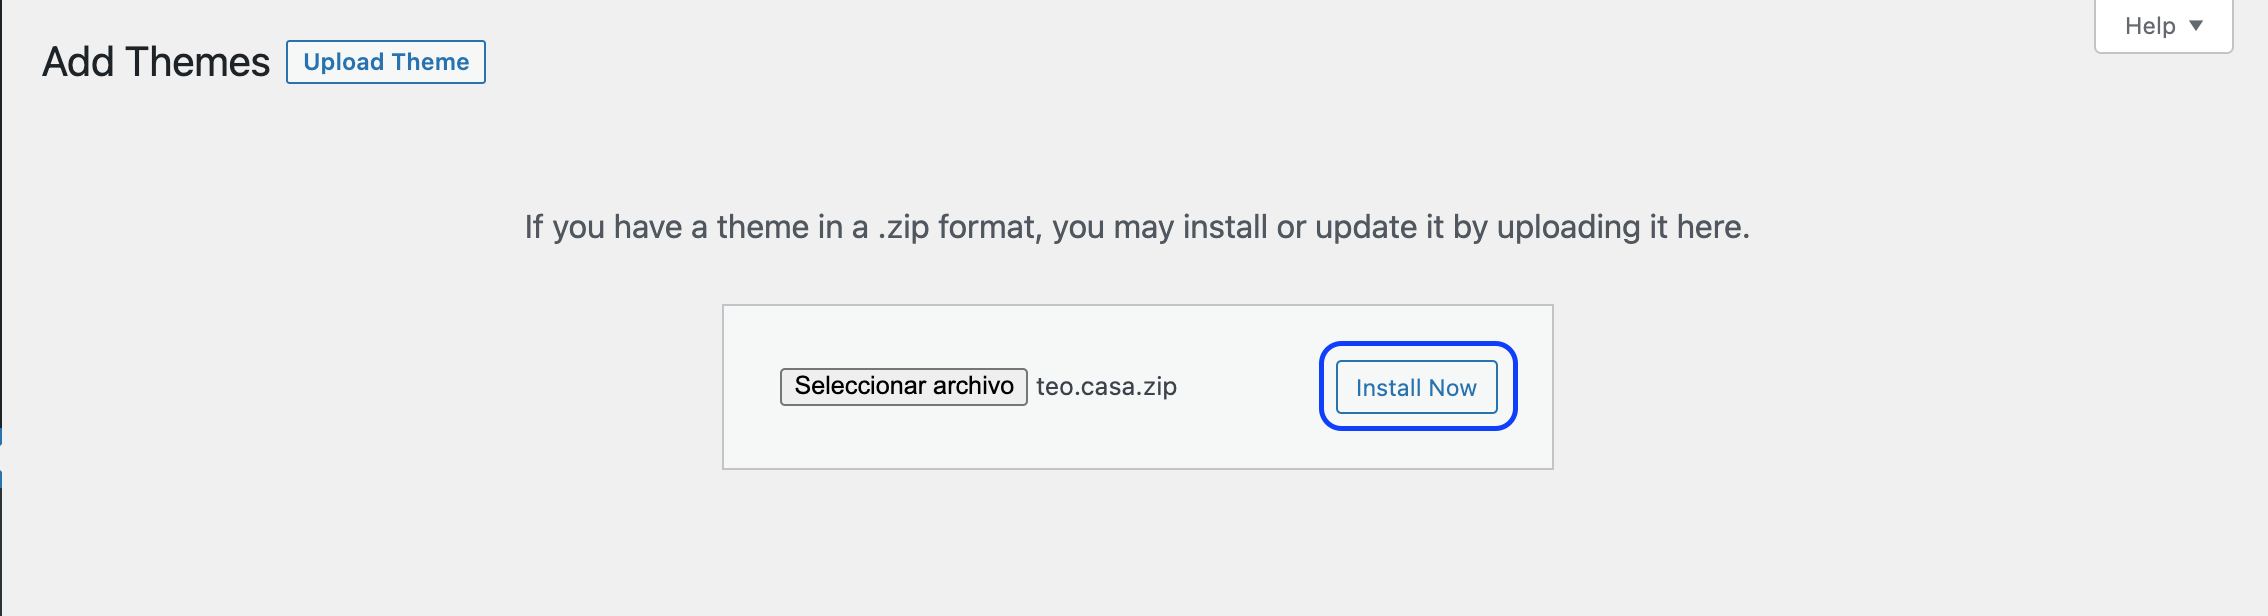 Help ▼
Add Themes Upload Theme
If you have a theme in a .zip format, you may install or update it by uploading it here.
Seleccionar archivo teo.casa.zip Install Now